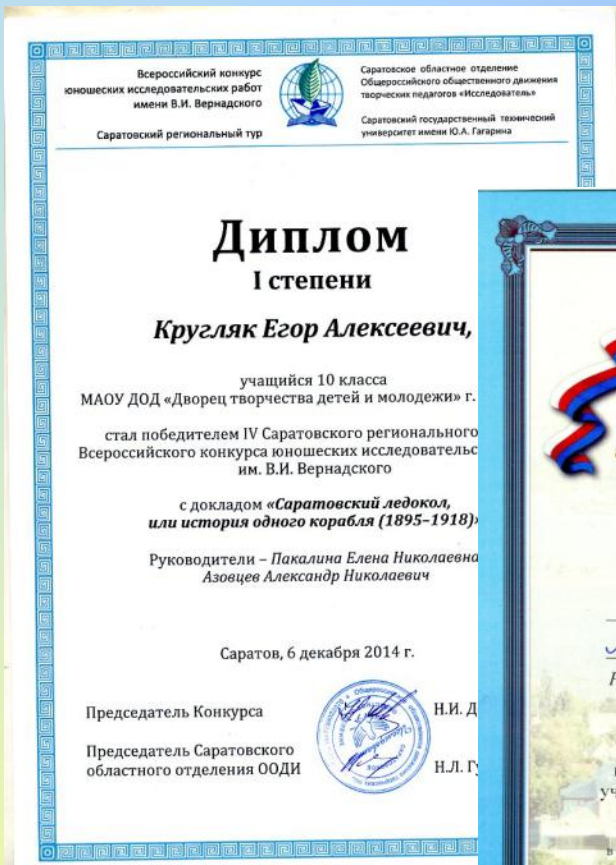 Всероссийский конкурс
юношеских исследовательских работ
имени В.И. Вернадского
Саратовский региональный тур
Саратовское областное отделение
Общероссийского общественного движения
творческих педагогов «Исследователь»
Саратовский государственный технический
университет имени Ю.А. Гагарина
Диплом
I степени
Кругляк Егор Алексеевич,
учащийся 10 класса
МАОУ ДОД «Дворец творчества детей и молодежи» г.
стал победителем IV Саратовского регионального
Всероссийского конкурса юношеских исследовательс
им. В.И. Вернадского
с докладом «Саратовский ледокол,
или история одного корабля (1895–1918)»
Руководители – Пакалина Елена Николаевна
Азовцев Александр Николаевич
Саратов, 6 декабря 2014 г.
Председатель Конкурса
Н.И. Д
Председатель Саратовского
областного отделения ООДИ
Н.Л. Гу
уч